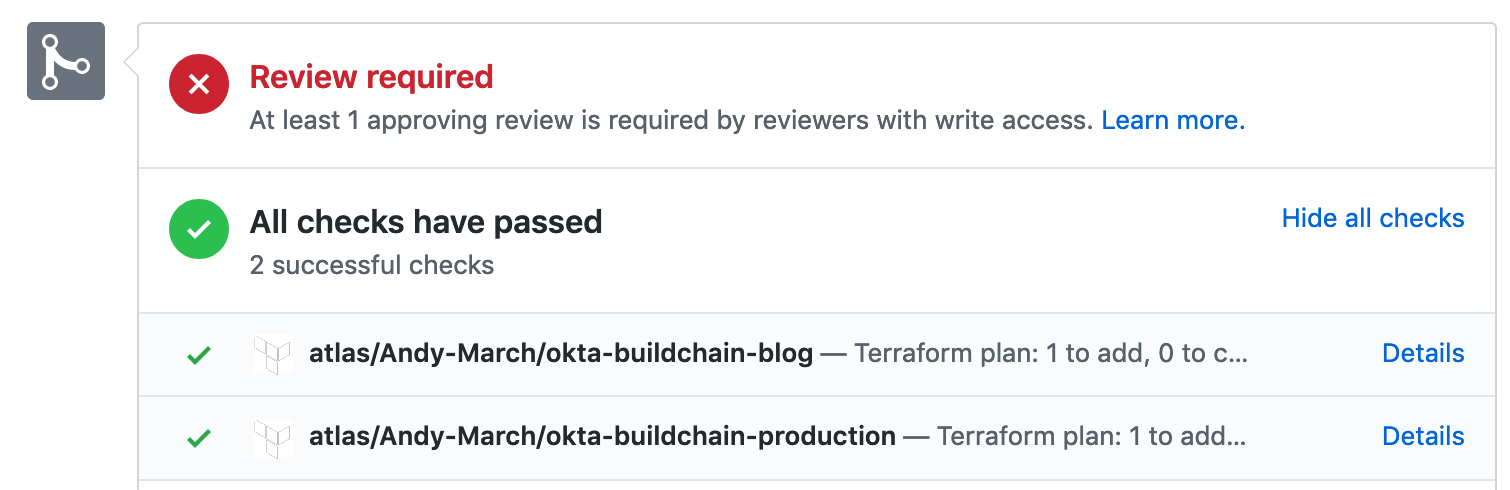 Review required
At least 1 approving review is required by reviewers with write access. Learn more.
All checks have passed
Hide all checks
2 successful checks
atlas/Andy-March/okta-buildchain-blog — Terraform plan: 1 to add, 0 to c... Details
atlas/Andy-March/okta-buildchain-production — Terraform plan: 1 to add... Details